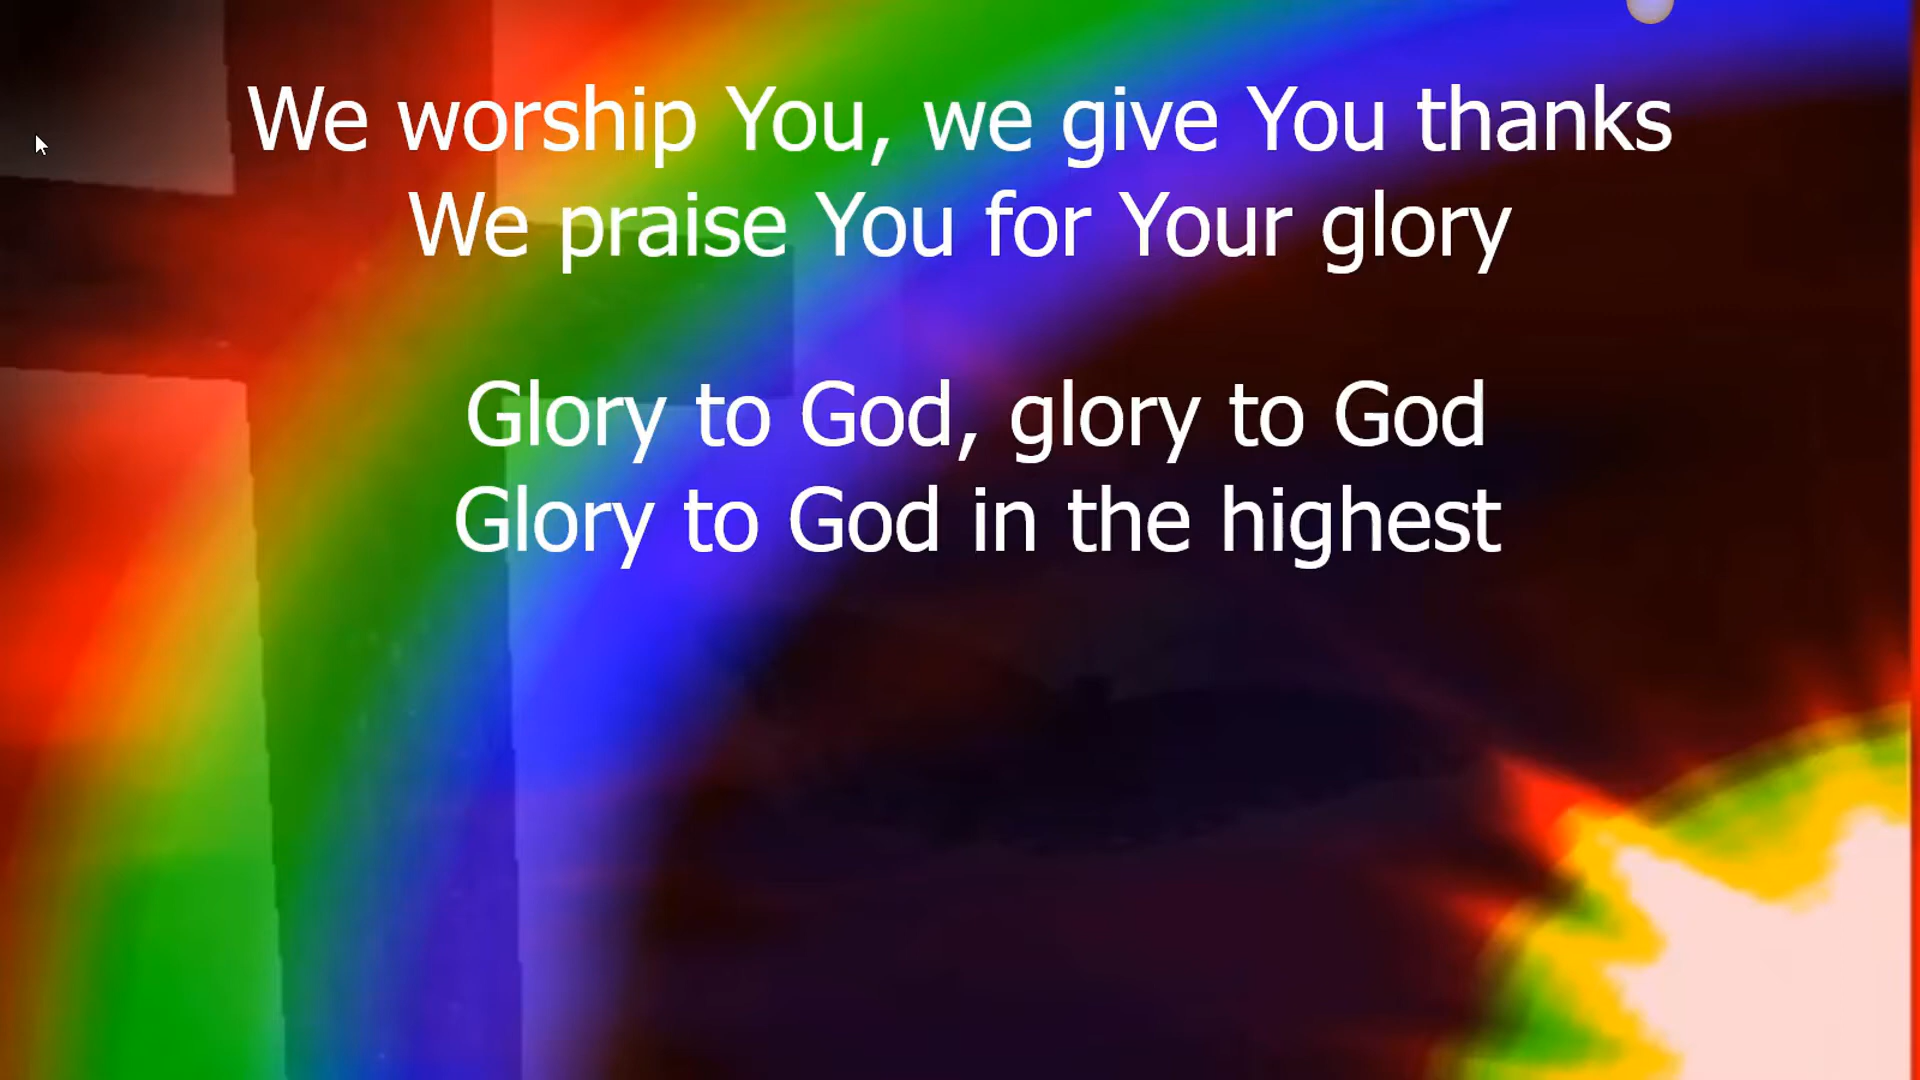 We worship You, we give You thanks
We praise You for Your glory
Glory to God, glory to God
Glory to God in the highest